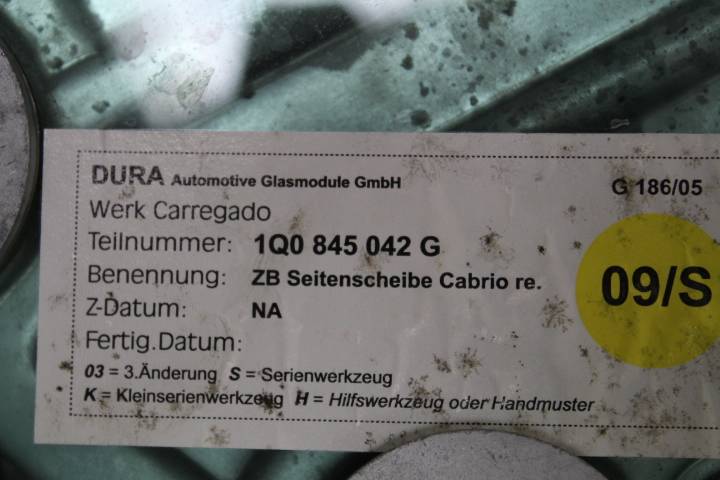 DURA Automotive Glasmodule GmbH G 186/05
Werk Carregado
Teilnummer: 1Q0 845 042 G
Benennung: ZB Seitenscheibe Cabrio re.
09/S
Z-Datum: NA
Fertig.Datum:
03 = 3.Änderung S = Serienwerkzeug
K = Kleinserienwerkzeug H = Hilfswerkzeug oder Handmuster